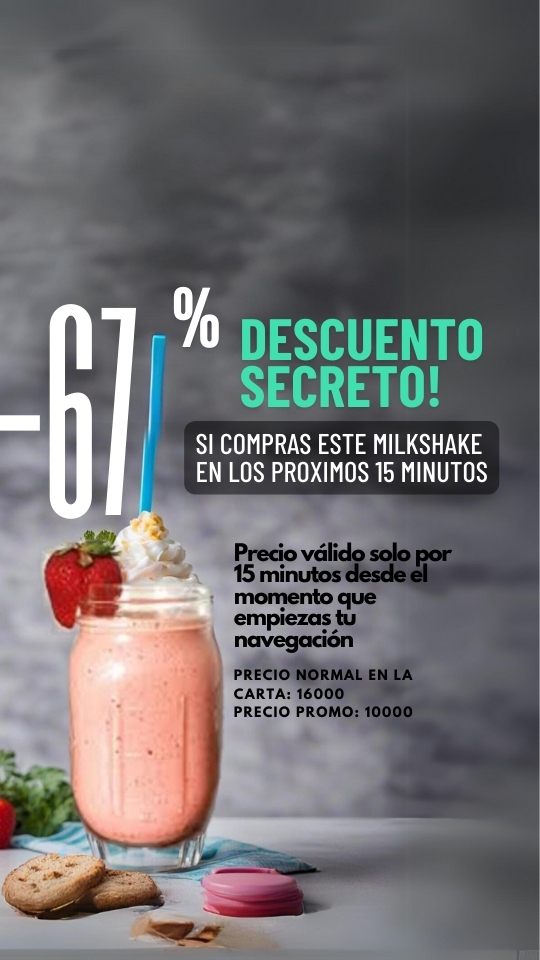 -67%
DESCUENTO
SECRETO!
SI COMPRAS ESTE MILKSHAKE
EN LOS PROXIMOS 15 MINUTOS
Precio válido solo por
15 minutos desde el
momento que
empiezas tu
navegación
PRECIO NORMAL EN LA
CARTA: 16000
PRECIO PROMO: 10000